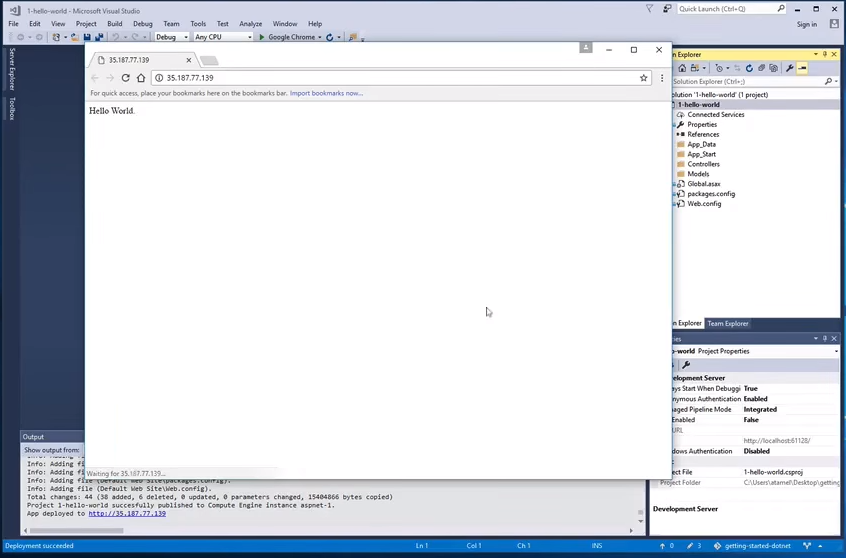 1-hello-world - Microsoft Visual Studio
Quick Launch (Ctrl+Q)
File Edit View Project Build Debug Team Tools Test Analyze Window Help
Sign in
Debug Any CPU Google Chrome
Server Explorer
Toolbox
35.187.77.139
35.187.77.139
For quick access, place your bookmarks here on the bookmarks bar. Import bookmarks now...
Hello World.
Waiting for 35.187.77.139...
n Explorer
Solution Explorer (Ctrl+;)
olution '1-hello-world' (1 project)
1-hello-world
Connected Services
Properties
References
App_Data
App_Start
Controllers
Models
Global.asax
packages.config
Web.config
n Explorer Team Explorer
ies
-world Project Properties
evelopment Server
ays Start When Debuggi True
onymous Authentication Enabled
naged Pipeline Mode Integrated
Enabled False
URL
http://localhost:61128/
ndows Authentication Disabled
1-hello-world.csproj
Project Folder C:\Users\atamel\Desktop\getting
Development Server
Output
Show output from:
Info: Adding fi
Info: Adding fi
Info: Adding file (Default Web Site\packages.config).
Info: Adding file (Default Web Site\Web.config).
Total changes: 44 (38 added, 6 deleted, 0 updated, 0 parameters changed, 15404866 bytes copied)
Project 1-hello-world succesfully published to Compute Engine instance aspnet-1.
App deployed to http://35.187.77.139
Deployment succeeded Ln 1 Col 1 Ch 1 INS 0 3 getting-started-dotnet